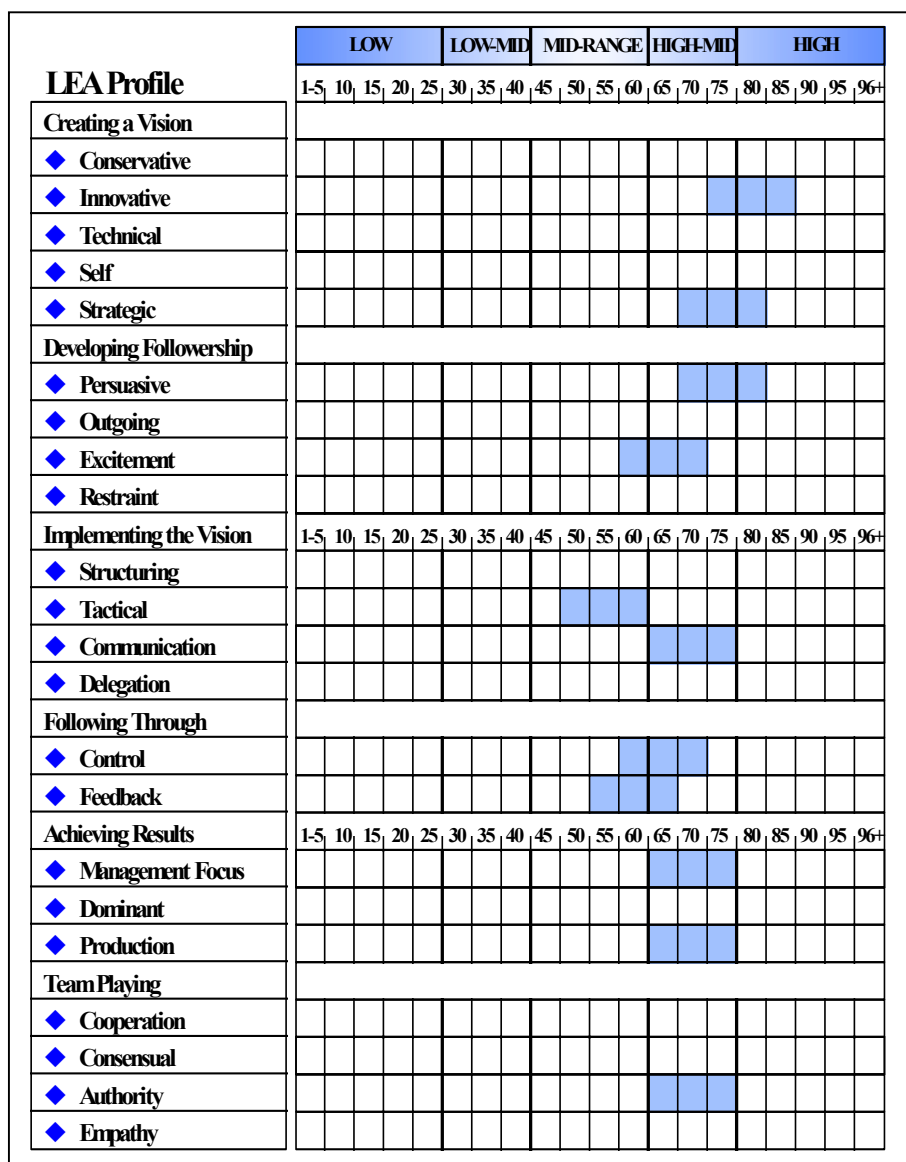 LOW LOW-MID MID-RANGE HIGH-MID HIGH
LEA Profile 1-5 10 15 20 25 30 35 40 45 50 55 60 65 70 75 80 85 90 95 96+
Creating a Vision
Conservative
Innovative
Technical
Self
Strategic
Developing Followership
Persuasive
Outgoing
Excitement
Restraint
Implementing the Vision 1-5 10 15 20 25 30 35 40 45 50 55 60 65 70 75 80 85 90 95 96+
Structuring
Tactical
Communication
Delegation
Following Through
Control
Feedback
Achieving Results 1-5 10 15 20 25 30 35 40 45 50 55 60 65 70 75 80 85 90 95 96+
Management Focus
Dominant
Production
Team Playing
Cooperation
Consensual
Authority
Empathy